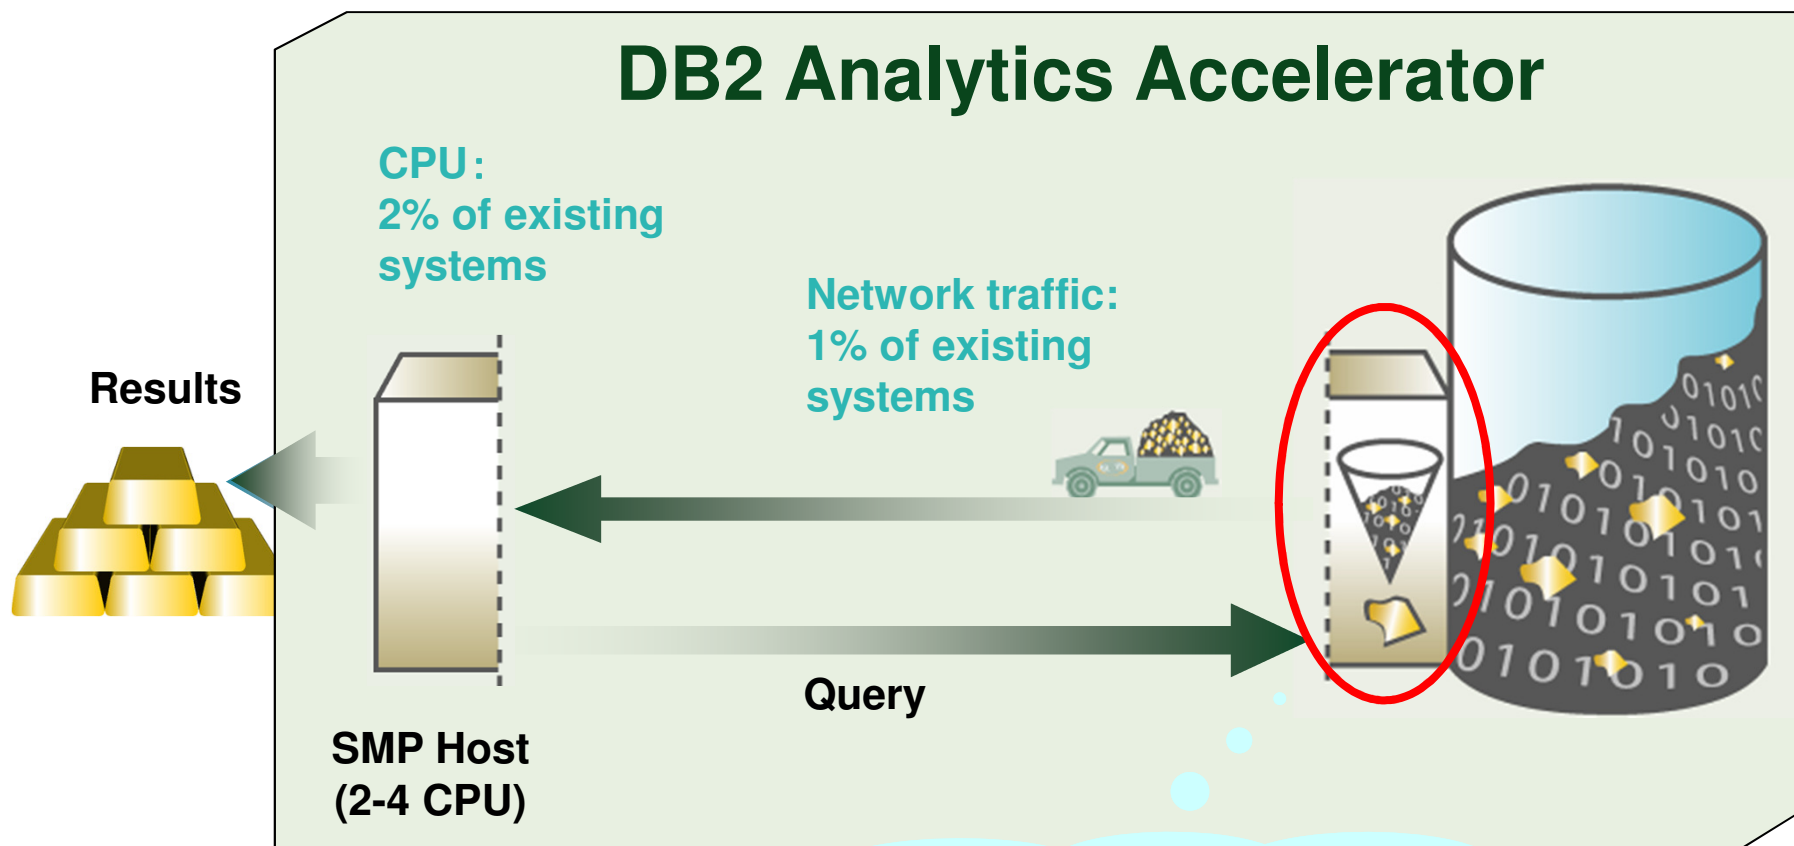 DB2 Analytics Accelerator
CPU:
2% of existing
systems
Network traffic:
1% of existing
systems
Results
Query
SMP Host
(2-4 CPU)